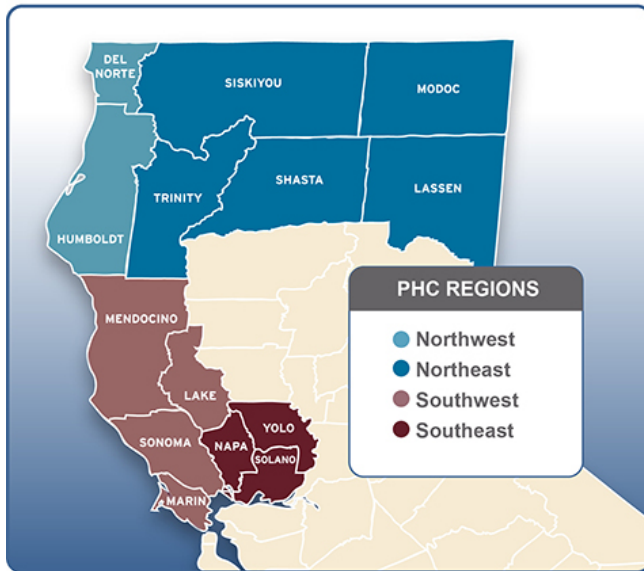 DEL
NORTE
SISKIYOU
MODOC
TRINITY
SHASTA
LASSEN
HUMBOLDT
MENDOCINO
LAKE
SONOMA
NAPA
YOLO
SOLANO
MARIN
PHC REGIONS
Northwest
Northeast
Southwest
Southeast